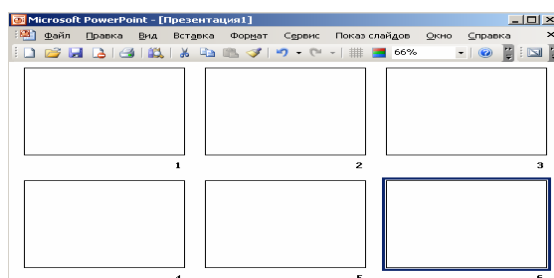 Microsoft PowerPoint - [Презентация1]
Файл Правка Вид Вставка Формат Сервис Показ слайдов Окно Справка
66%
1 2 3
4 5 6